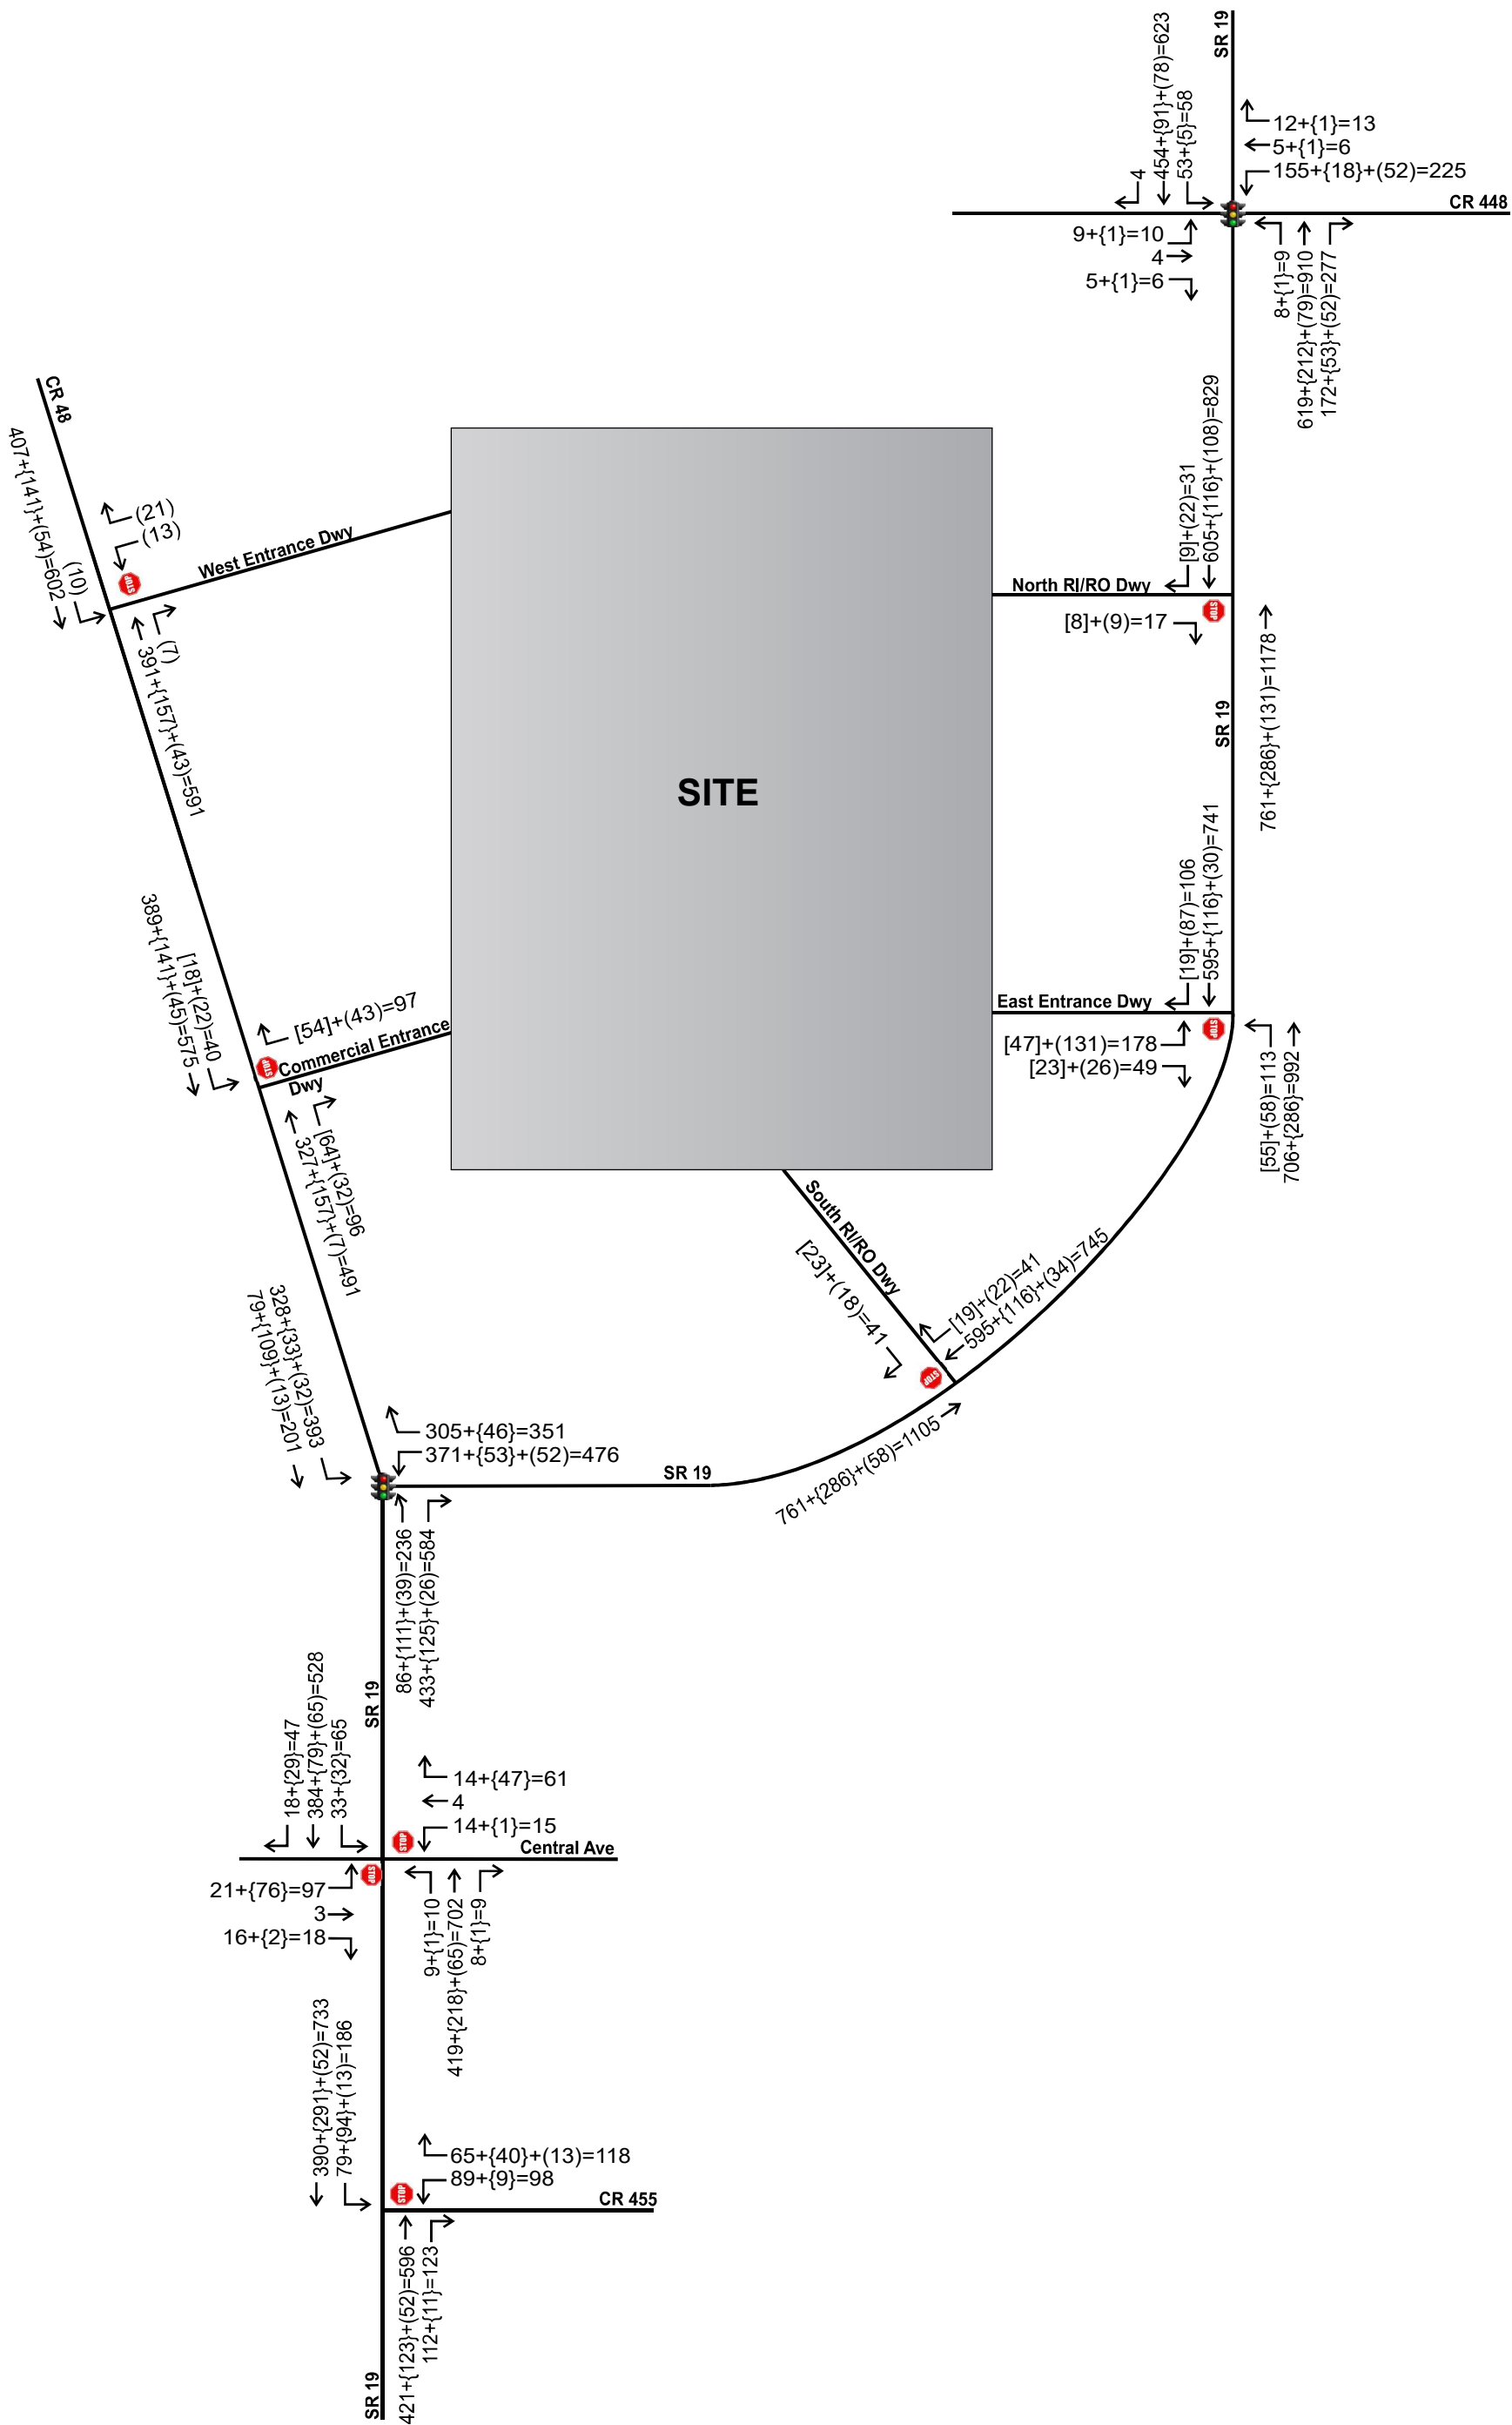 SR 19
4
454+{91}+(78)=623
53+{5}=58
12+{1}=13
5+{1}=6
155+{18}+(52)=225
CR 448
9+{1}=10
4
5+{1}=6
8+{1}=9
619+{212}+(79)=910
172+{53}+(52)=277
CR 48
407+{141}+(54)=602
(10)
(21)
(13)
West Entrance Dwy
(7)
391+{157}+(43)=591
[9]+(22)=31
605+{116}+(108)=829
North RI/RO Dwy
STOP
[8]+(9)=17
761+{286}+(131)=1178
SR 19
SITE
[19]+(87)=106
595+{116}+(30)=741
East Entrance Dwy
STOP
[47]+(131)=178
[23]+(26)=49
[55]+(58)=113
706+{286}=992
STOP
[18]+(22)=40
389+{141}+(45)=575
[54]+(43)=97
STOP
Commercial Entrance
Dwy
[64]+(32)=96
327+{157}+(7)=491
South RI/RO Dwy
[23]+(18)=41
[19]+(22)=41
595+{116}+(34)=745
STOP
761+{286}+(58)=1105
328+{33}+(32)=393
79+{109}+(13)=201
305+{46}=351
371+{53}+(52)=476
SR 19
86+{111}+(39)=236
433+{125}+(26)=584
SR 19
18+{29}=47
384+{79}+(65)=528
33+{32}=65
14+{47}=61
4
14+{1}=15
STOP
Central Ave
STOP
21+{76}=97
3
16+{2}=18
9+{1}=10
419+{218}+(65)=702
8+{1}=9
390+{291}+(52)=733
79+{94}+(13)=186
65+{40}+(13)=118
89+{9}=98
STOP
CR 455
421+{123}+(52)=596
112+{11}=123
SR 19